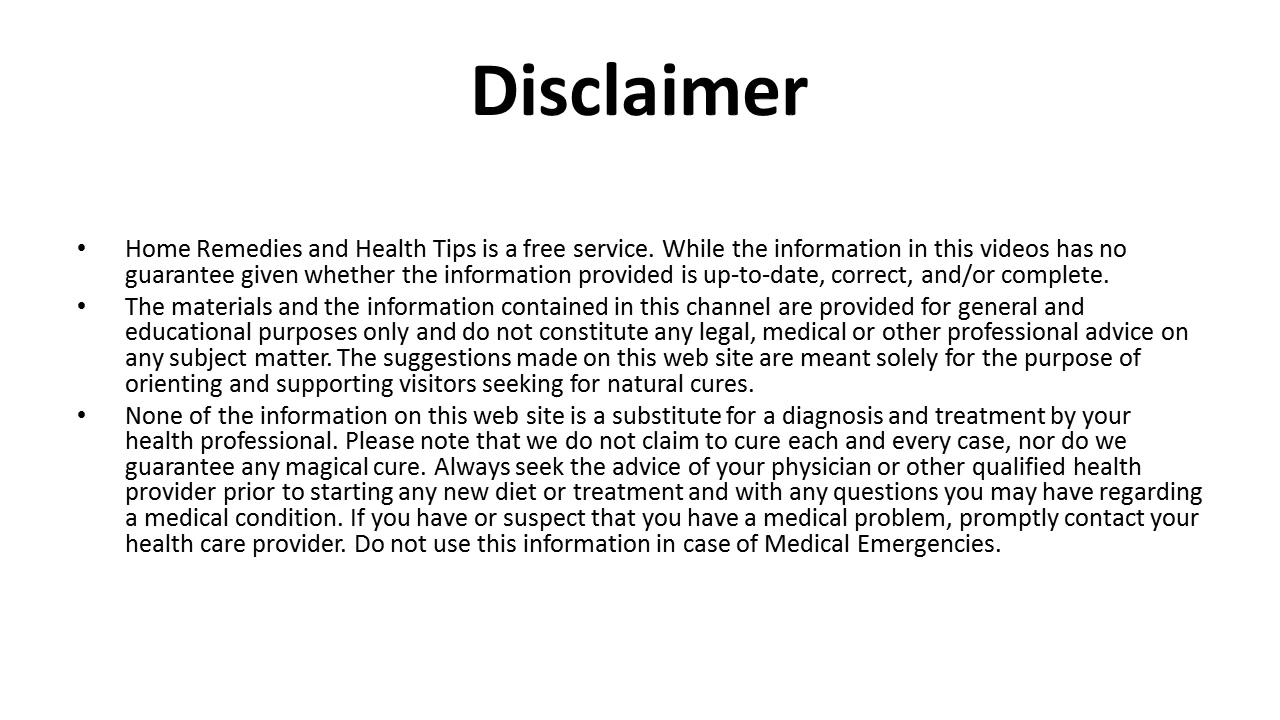 Disclaimer
• Home Remedies and Health Tips is a free service. While the information in this videos has no
guarantee given whether the information provided is up-to-date, correct, and/or complete.
• The materials and the information contained in this channel are provided for general and
educational purposes only and do not constitute any legal, medical or other professional advice on
any subject matter. The suggestions made on this web site are meant solely for the purpose of
orienting and supporting visitors seeking for natural cures.
• None of the information on this web site is a substitute for a diagnosis and treatment by your
health professional. Please note that we do not claim to cure each and every case, nor do we
guarantee any magical cure. Always seek the advice of your physician or other qualified health
provider prior to starting any new diet or treatment and with any questions you may have regarding
a medical condition. If you have or suspect that you have a medical problem, promptly contact your
health care provider. Do not use this information in case of Medical Emergencies.